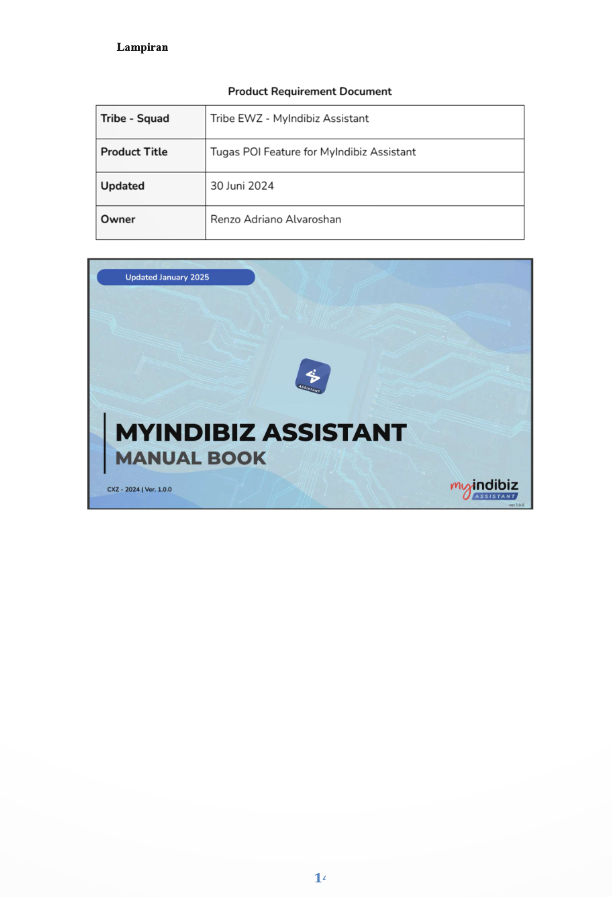 Lampiran
Product Requirement Document
Tribe - Squad Tribe EWZ - MyIndibiz Assistant
Product Title Tugas POI Feature for MyIndibiz Assistant
Updated 30 Juni 2024
Owner Renzo Adriano Alvaroshan
Updated January 2025
ASSISTANT
MYINDIBIZ ASSISTANT
MANUAL BOOK
CXZ - 2024 | Ver. 1.0.0
myindibiz
ASSISTANT
ver 1.0.0
1